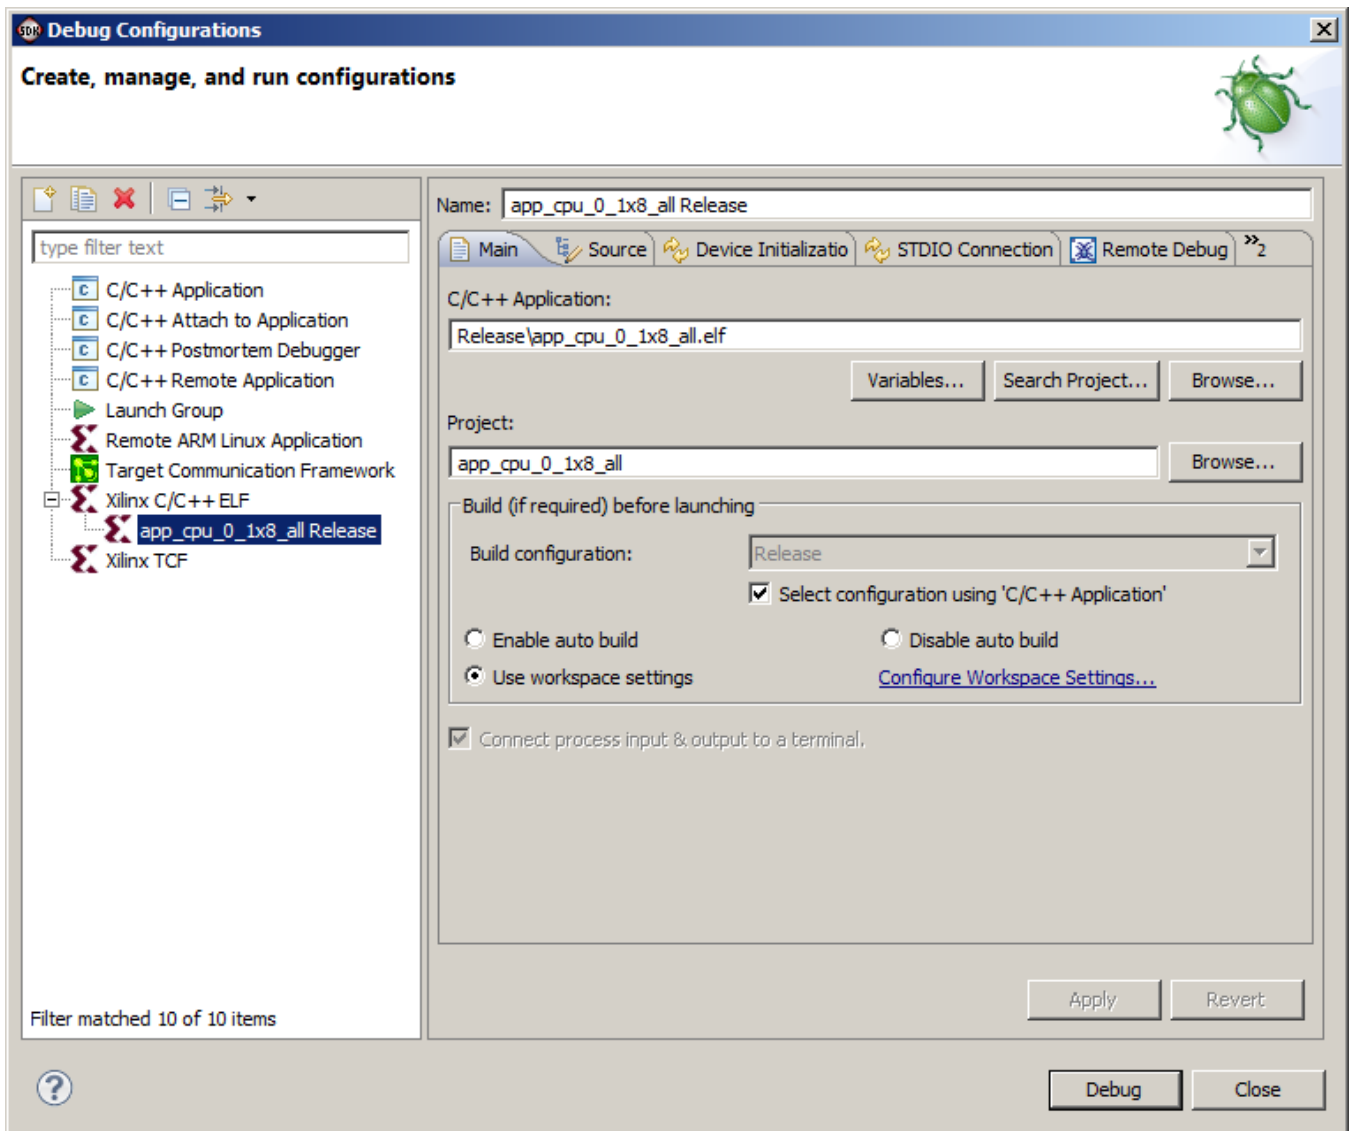 Debug Configurations
Create, manage, and run configurations
type filter text
C/C++ Application
C/C++ Attach to Application
C/C++ Postmortem Debugger
C/C++ Remote Application
Launch Group
Remote ARM Linux Application
Target Communication Framework
Xilinx C/C++ ELF
app_cpu_0_1x8_all Release
Xilinx TCF
Filter matched 10 of 10 items
Name: app_cpu_0_1x8_all Release
Main Source Device Initializatio STDIO Connection Remote Debug »2
C/C++ Application:
Release\app_cpu_0_1x8_all.elf
Variables... Search Project... Browse...
Project:
app_cpu_0_1x8_all Browse...
Build (if required) before launching
Build configuration: Release
Select configuration using 'C/C++ Application'
Enable auto build Disable auto build
Use workspace settings Configure Workspace Settings...
Connect process input & output to a terminal.
Apply Revert
Debug Close